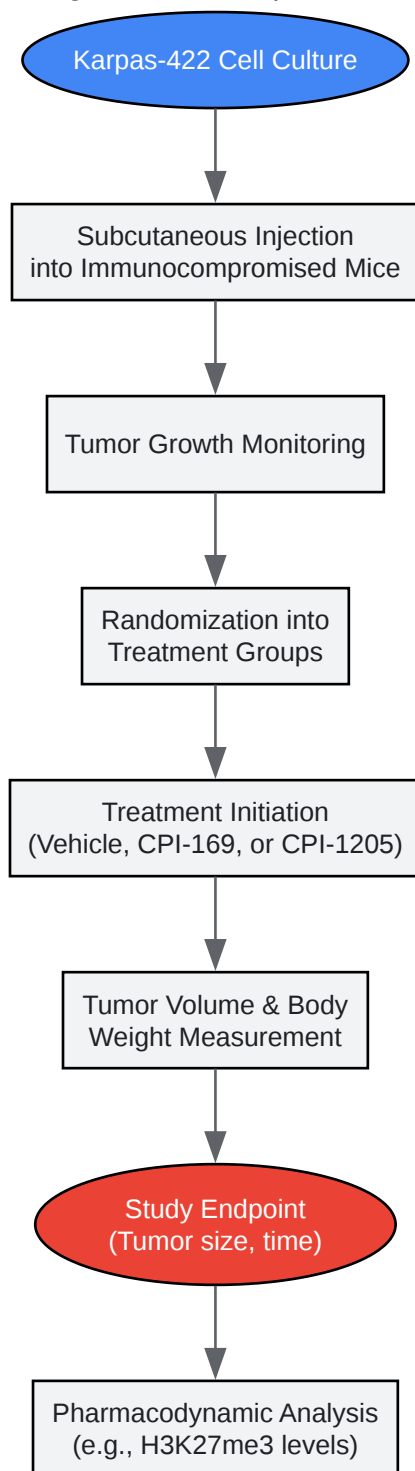 Karpas-422 Cell Culture
Subcutaneous Injection
into Immunocompromised Mice
Tumor Growth Monitoring
Randomization into
Treatment Groups
Treatment Initiation
(Vehicle, CPI-169, or CPI-1205)
Tumor Volume & Body
Weight Measurement
Study Endpoint
(Tumor size, time)
Pharmacodynamic Analysis
(e.g., H3K27me3 levels)